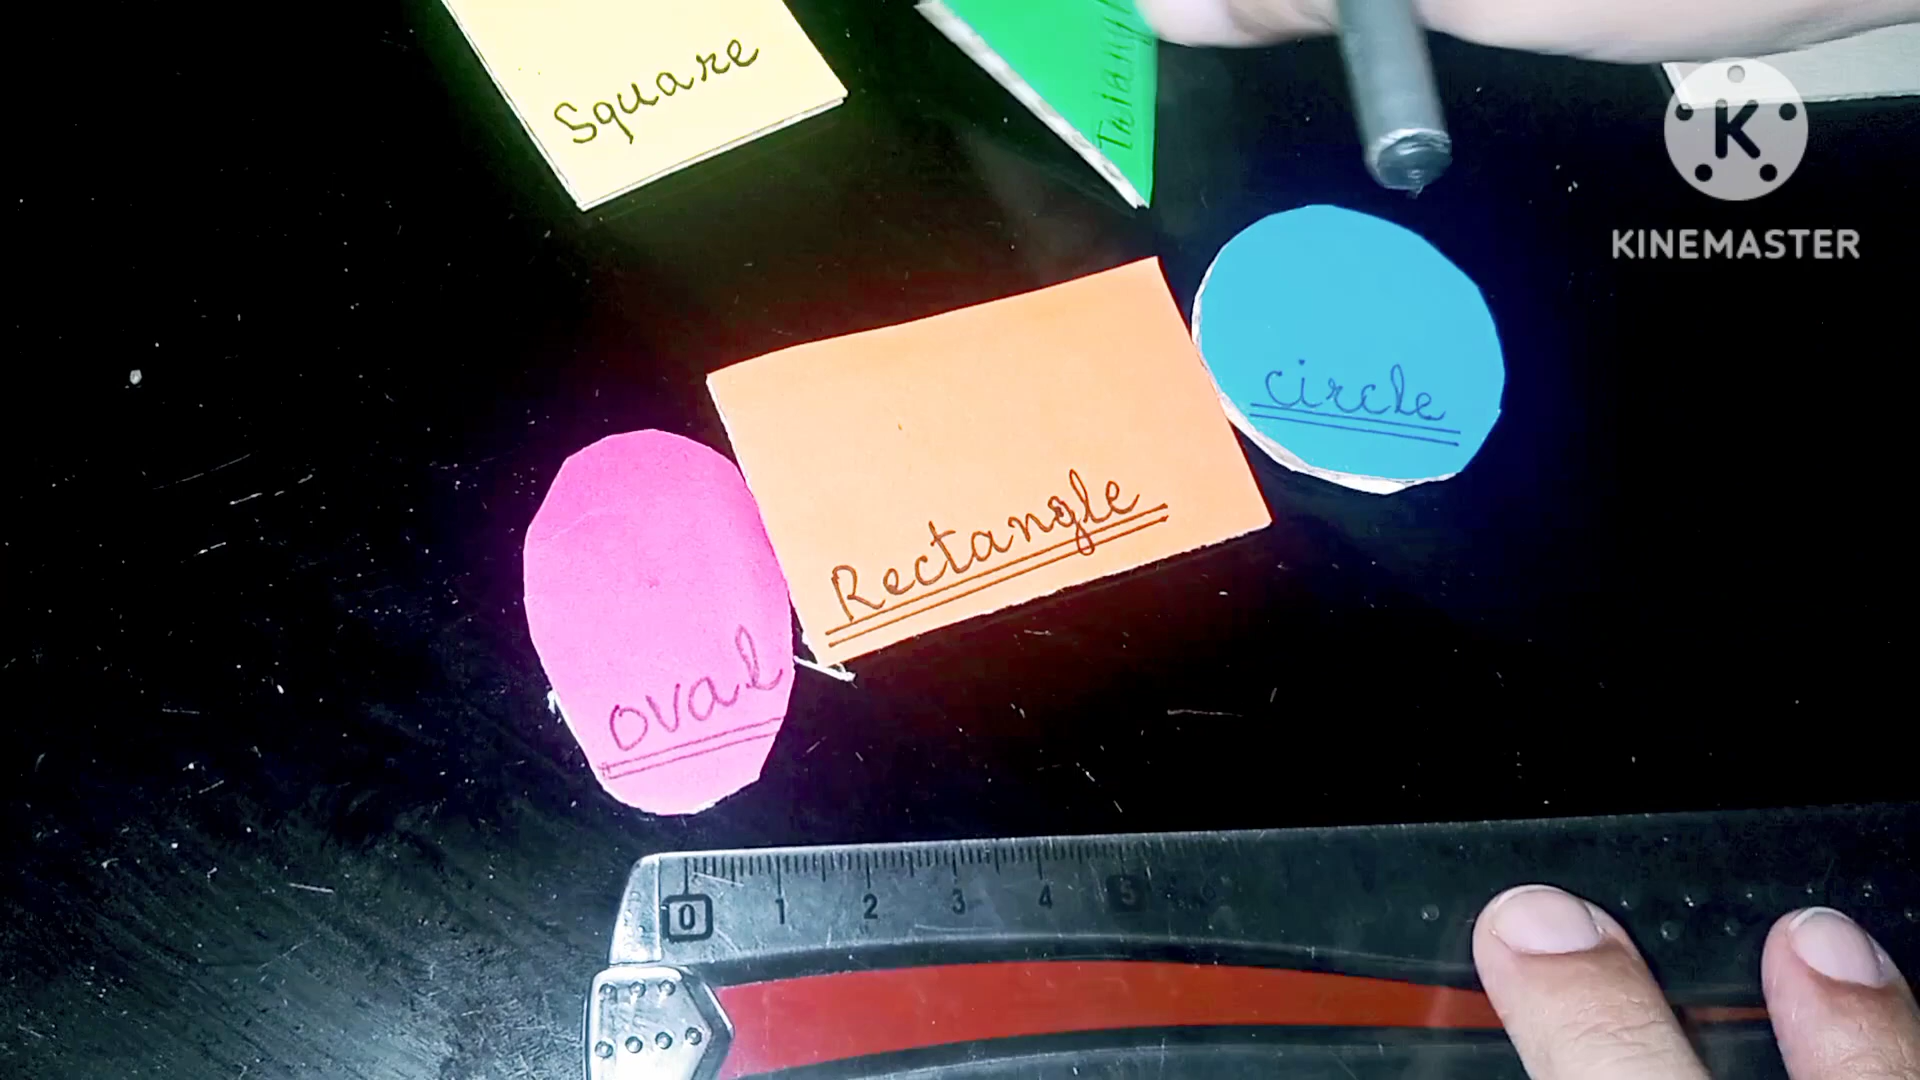 Square
KINEMASTER
circle
Rectangle
oval
0 1 2 3 4 5